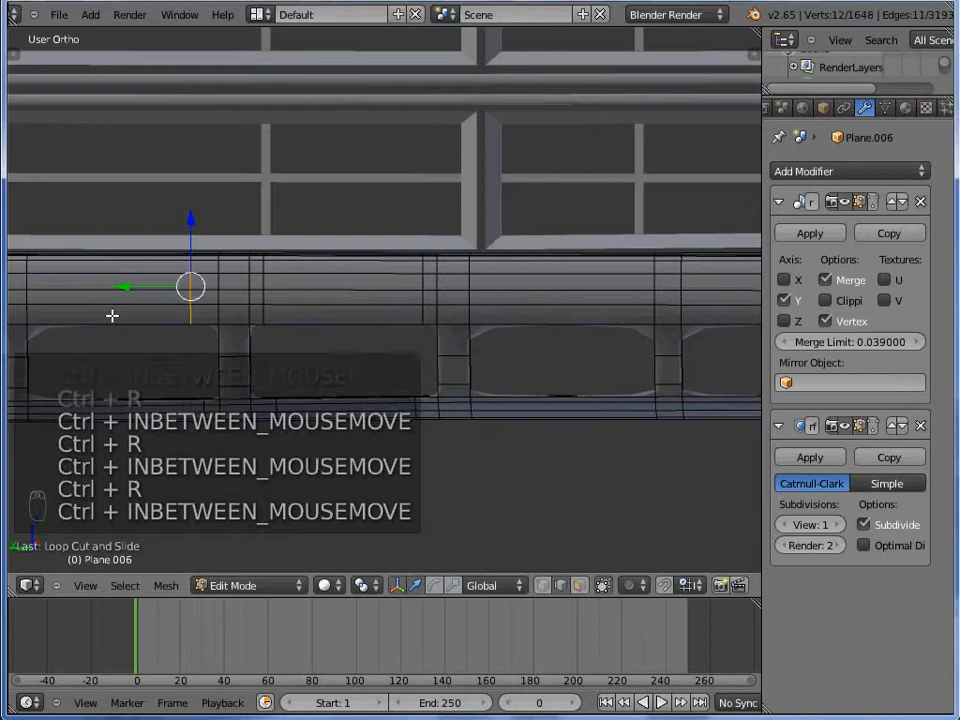 File Add Render Window Help Default Scene Blender Render v2.65 | Verts:12/1648 | Edges:11/3193
User Ortho
View Search All Scen
RenderLayers
Plane.006
Add Modifier
Apply Copy
Axis: Options: Textures:
X Merge U
Y Clippi V
Z Vertex
Merge Limit: 0.039000
Mirror Object:
Apply Copy
Catmull-Clark Simple
Subdivisions: Options:
View: 1 Subdivide
Render: 2 Optimal Di
Ctrl + R
Ctrl + INBETWEEN_MOUSEMOVE
Ctrl + R
Ctrl + INBETWEEN_MOUSEMOVE
Ctrl + R
Ctrl + INBETWEEN_MOUSEMOVE
Last: Loop Cut and Slide
(0) Plane.006
View Select Mesh Edit Mode Global
-40 -20 0 20 40 60 80 100 120 140 160 180 200 220 240 260
View Marker Frame Playback Start: 1 End: 250 0 No Sync